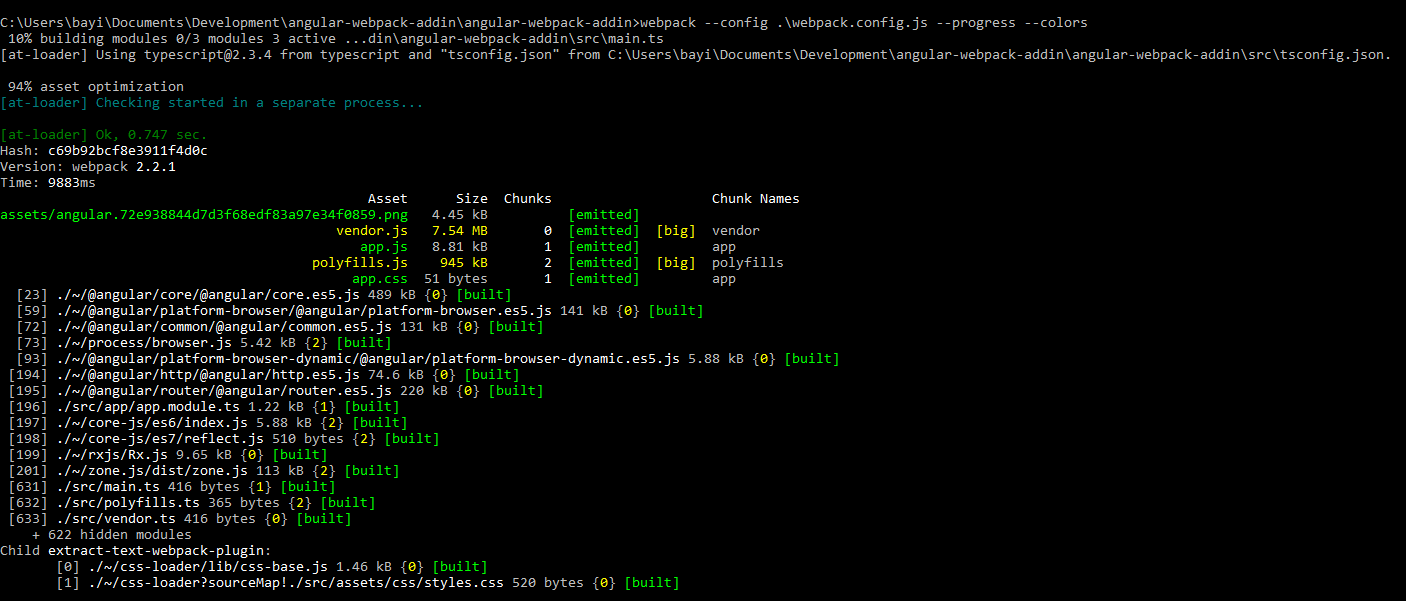 C:\Users\bayi\Documents\Development\angular-webpack-addin\angular-webpack-addin>webpack --config .\webpack.config.js --progress --colors
10% building modules 0/3 modules 3 active ...din\angular-webpack-addin\src\main.ts
[at-loader] Using typescript@2.3.4 from typescript and "tsconfig.json" from C:\Users\bayi\Documents\Development\angular-webpack-addin\angular-webpack-addin\src\tsconfig.json.
94% asset optimization
[at-loader] Checking started in a separate process...
[at-loader] Ok, 0.747 sec.
Hash: c69b92bcf8e3911f4d0c
Version: webpack 2.2.1
Time: 9883ms
Asset Size Chunks Chunk Names
assets/angular.72e938844d7d3f68edf83a97e34f0859.png 4.45 kB [emitted]
vendor.js 7.54 MB 0 [emitted] [big] vendor
app.js 8.81 kB 1 [emitted] app
polyfills.js 945 kB 2 [emitted] [big] polyfills
app.css 51 bytes 1 [emitted] app
[23] ./~/@angular/core/@angular/core.es5.js 489 kB {0} [built]
[59] ./~/@angular/platform-browser/@angular/platform-browser.es5.js 141 kB {0} [built]
[72] ./~/@angular/common/@angular/common.es5.js 131 kB {0} [built]
[73] ./~/process/browser.js 5.42 kB {2} [built]
[93] ./~/@angular/platform-browser-dynamic/@angular/platform-browser-dynamic.es5.js 5.88 kB {0} [built]
[194] ./~/@angular/http/@angular/http.es5.js 74.6 kB {0} [built]
[195] ./~/@angular/router/@angular/router.es5.js 220 kB {0} [built]
[196] ./src/app/app.module.ts 1.22 kB {1} [built]
[197] ./~/core-js/es6/index.js 5.88 kB {2} [built]
[198] ./~/core-js/es7/reflect.js 510 bytes {2} [built]
[199] ./~/rxjs/Rx.js 9.65 kB {0} [built]
[201] ./~/zone.js/dist/zone.js 113 kB {2} [built]
[631] ./src/main.ts 416 bytes {1} [built]
[632] ./src/polyfills.ts 365 bytes {2} [built]
[633] ./src/vendor.ts 416 bytes {0} [built]
+ 622 hidden modules
Child extract-text-webpack-plugin:
[0] ./~/css-loader/lib/css-base.js 1.46 kB {0} [built]
[1] ./~/css-loader?sourceMap!./src/assets/css/styles.css 520 bytes {0} [built]